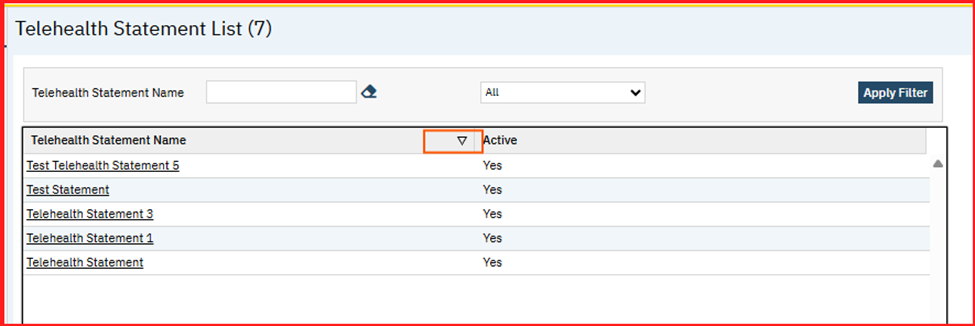 Telehealth Statement List (7)
Telehealth Statement Name All Apply Filter
Telehealth Statement Name Active
Test Telehealth Statement 5 Yes
Test Statement Yes
Telehealth Statement 3 Yes
Telehealth Statement 1 Yes
Telehealth Statement Yes